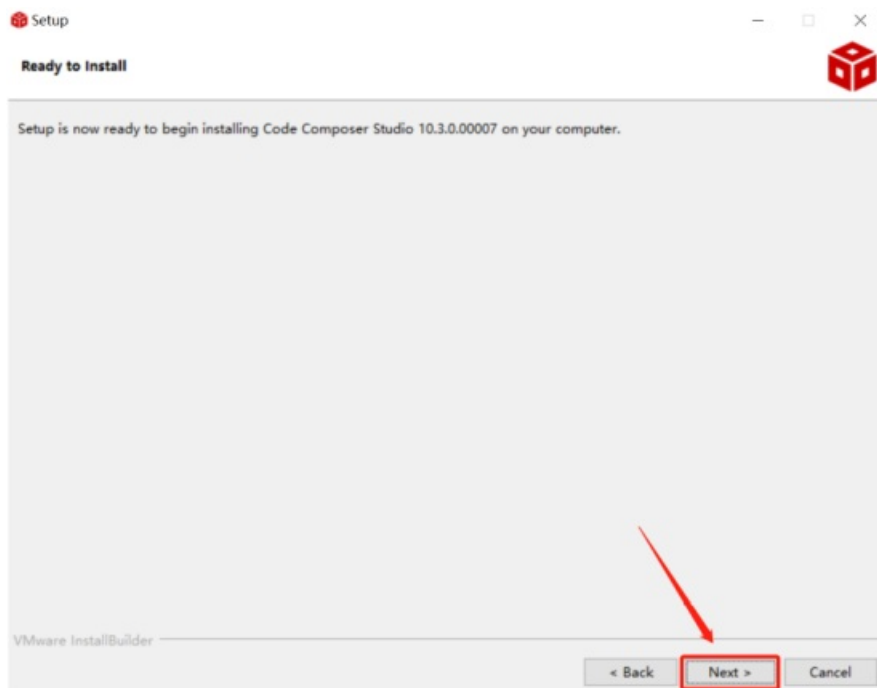 Setup
Ready to Install
Setup is now ready to begin installing Code Composer Studio 10.3.0.00007 on your computer.
VMware InstallBuilder
< Back
Next >
Cancel